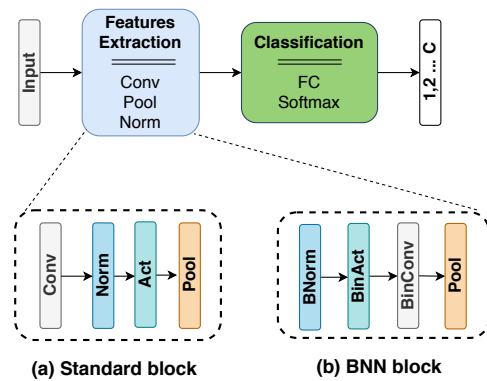 Input
Features
Extraction
Conv
Pool
Norm
Classification
FC
Softmax
1,2 ... C
Conv
Norm
Act
Pool
BNorm
BinAct
BinConv
Pool
(a) Standard block
(b) BNN block